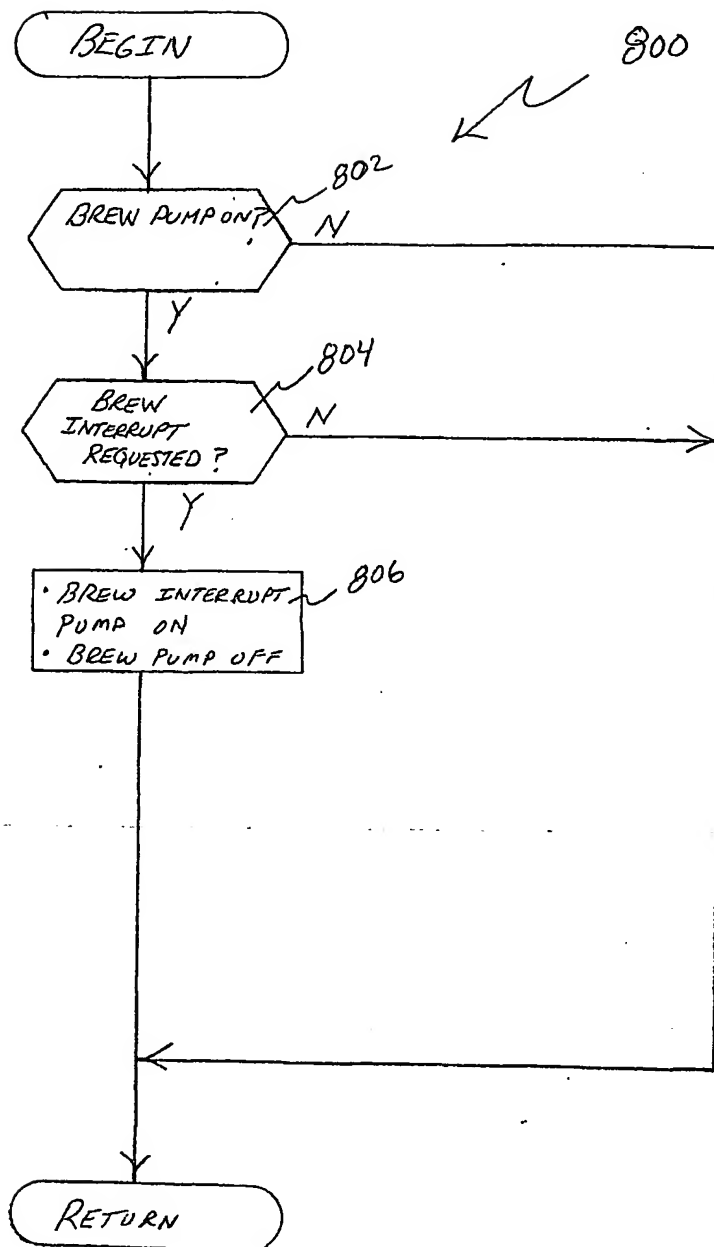 BEGIN
800
802
BREW PUMP ON?
N
Y
804
BREW
INTERRUPT
REQUESTED?
N
Y
806
• BREW INTERRUPT
PUMP ON
• BREW PUMP OFF
RETURN